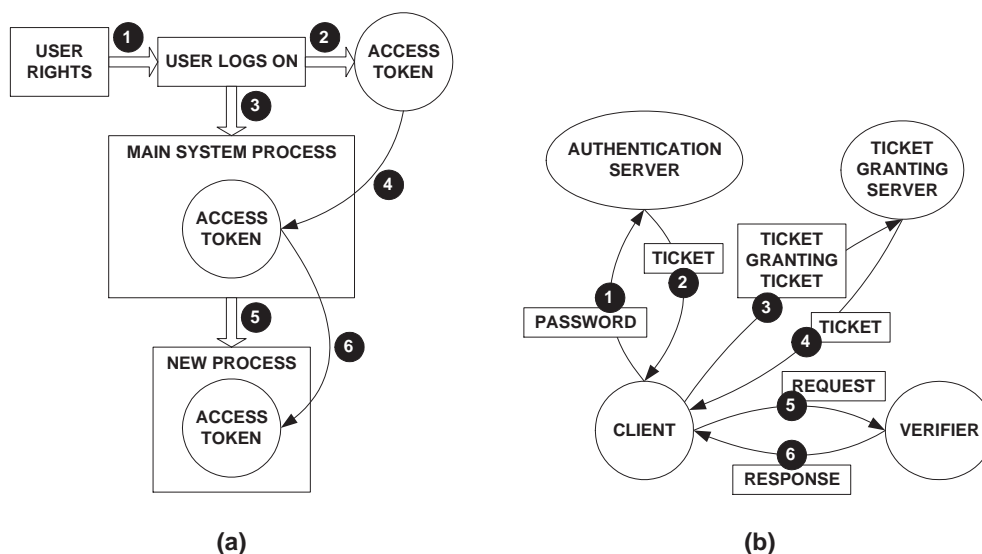 1
2
USER
RIGHTS
USER LOGS ON
ACCESS
TOKEN
3
MAIN SYSTEM PROCESS
4
ACCESS
TOKEN
5
6
NEW PROCESS
ACCESS
TOKEN
(a)
AUTHENTICATION
SERVER
TICKET
GRANTING
SERVER
TICKET
GRANTING
TICKET
TICKET
2
1
3
PASSWORD
TICKET
4
REQUEST
5
CLIENT
VERIFIER
6
RESPONSE
(b)